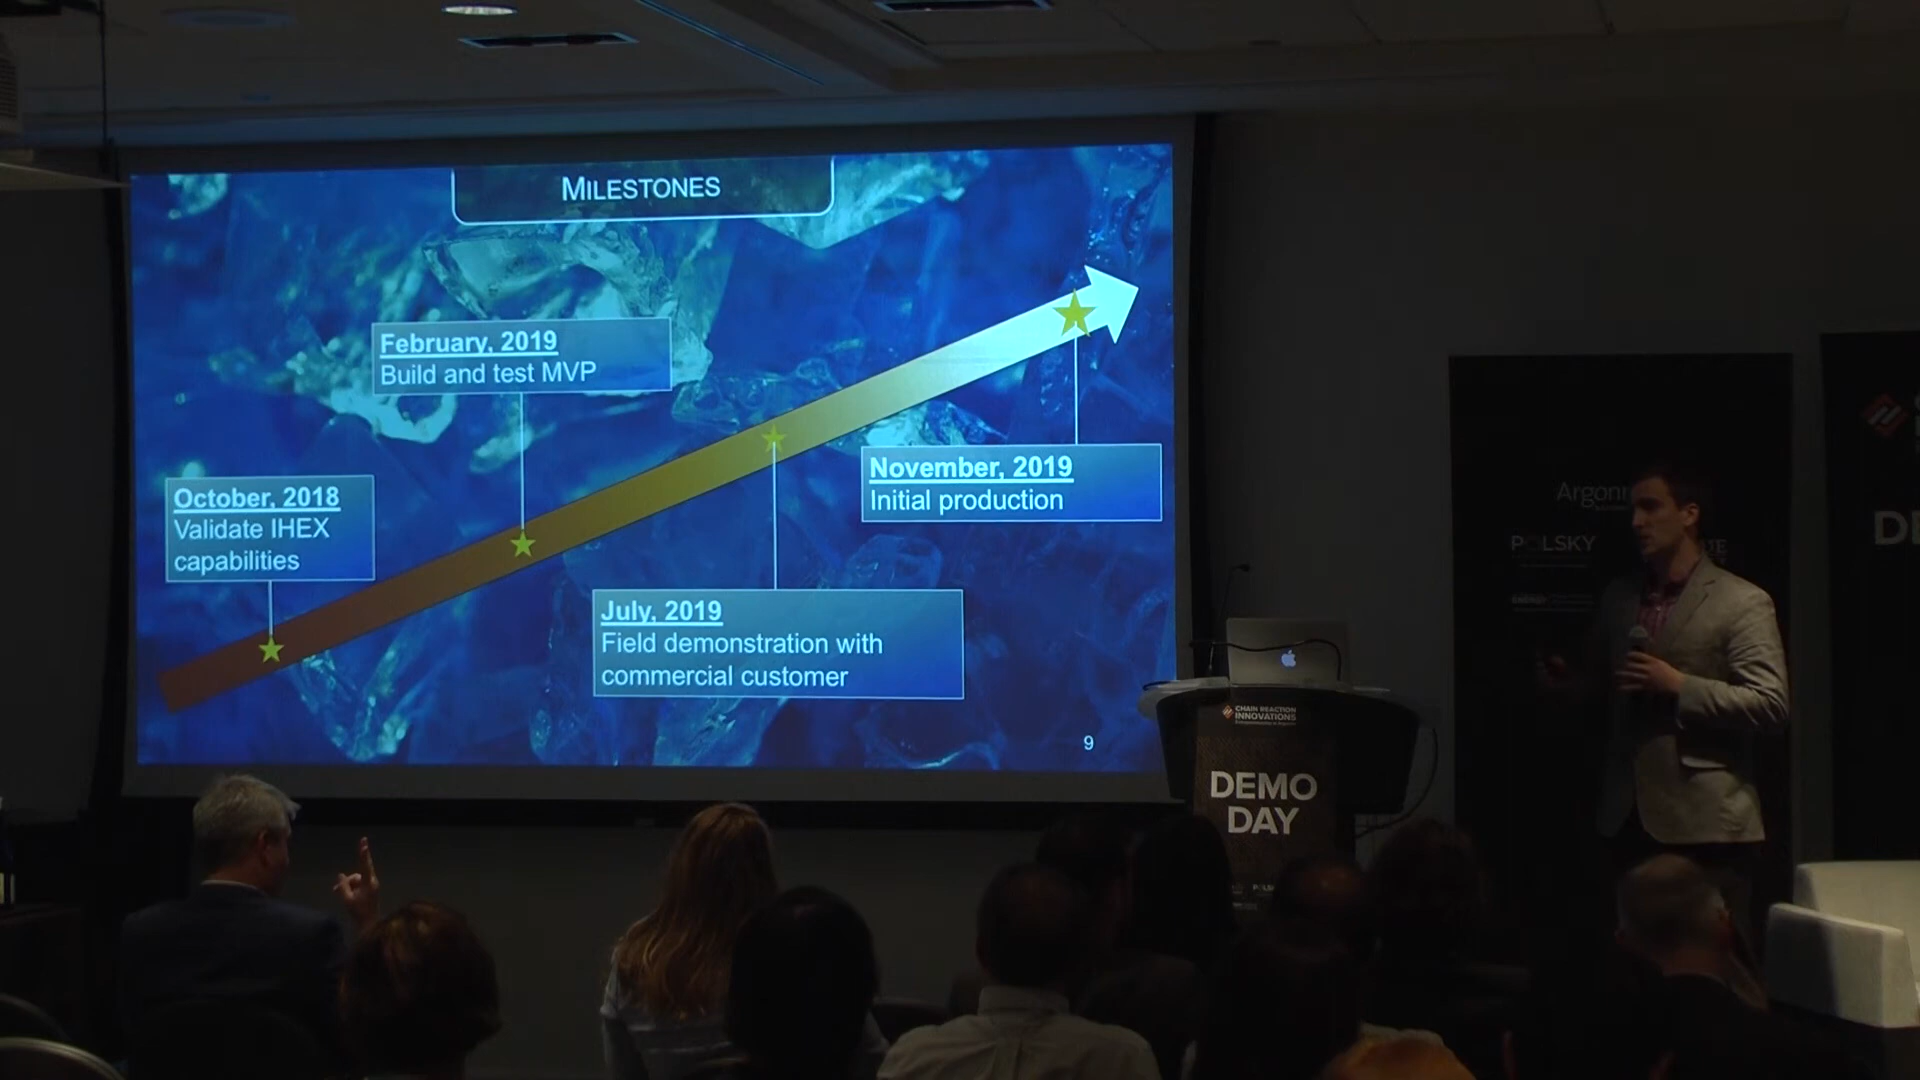 MILESTONES
February, 2019
Build and test MVP
October, 2018
Validate IHEX
capabilities
November, 2019
Initial production
July, 2019
Field demonstration with
commercial customer
9
CHAIN REACTION
INNOVATIONS
DEMO
DAY
POLSKY